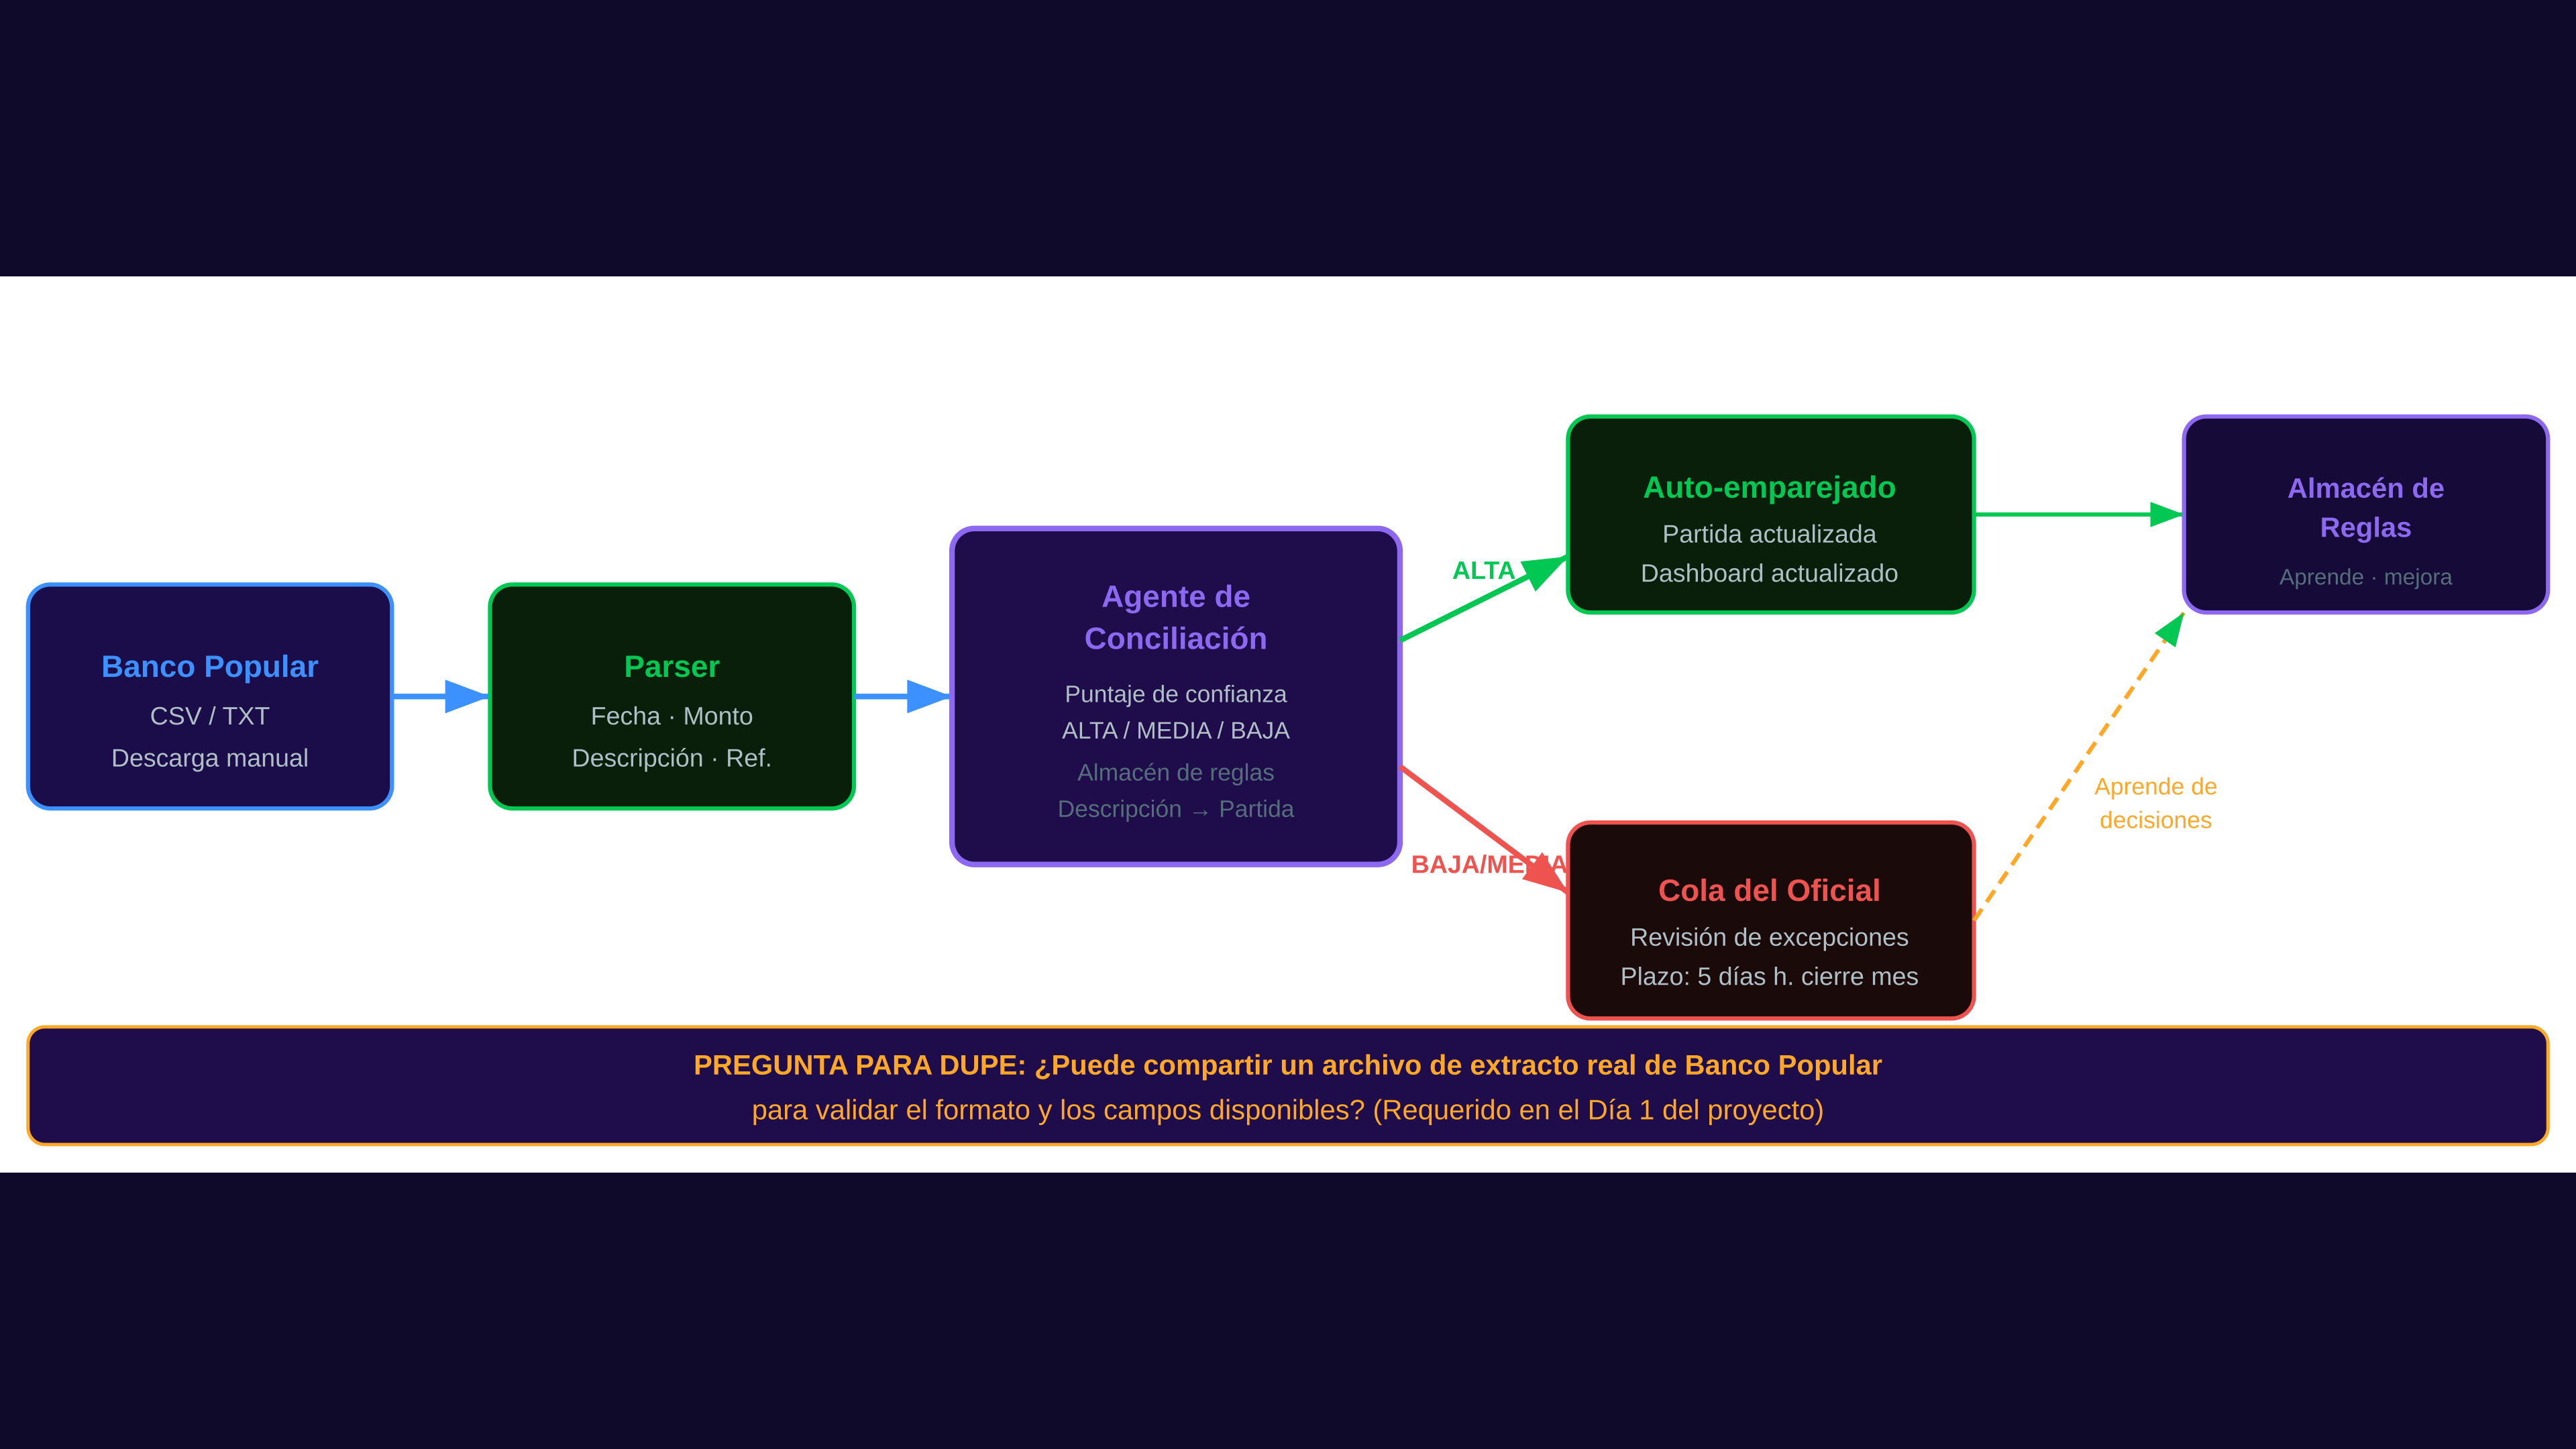 Banco Popular
CSV / TXT
Descarga manual
Parser
Fecha · Monto
Descripción · Ref.
Agente de
Conciliación
Puntaje de confianza
ALTA / MEDIA / BAJA
Almacén de reglas
Descripción → Partida
ALTA
BAJA/MEDIA
Auto-emparejado
Partida actualizada
Dashboard actualizado
Cola del Oficial
Revisión de excepciones
Plazo: 5 días h. cierre mes
Almacén de
Reglas
Aprende · mejora
Aprende de
decisiones
PREGUNTA PARA DUPE: ¿Puede compartir un archivo de extracto real de Banco Popular
para validar el formato y los campos disponibles? (Requerido en el Día 1 del proyecto)